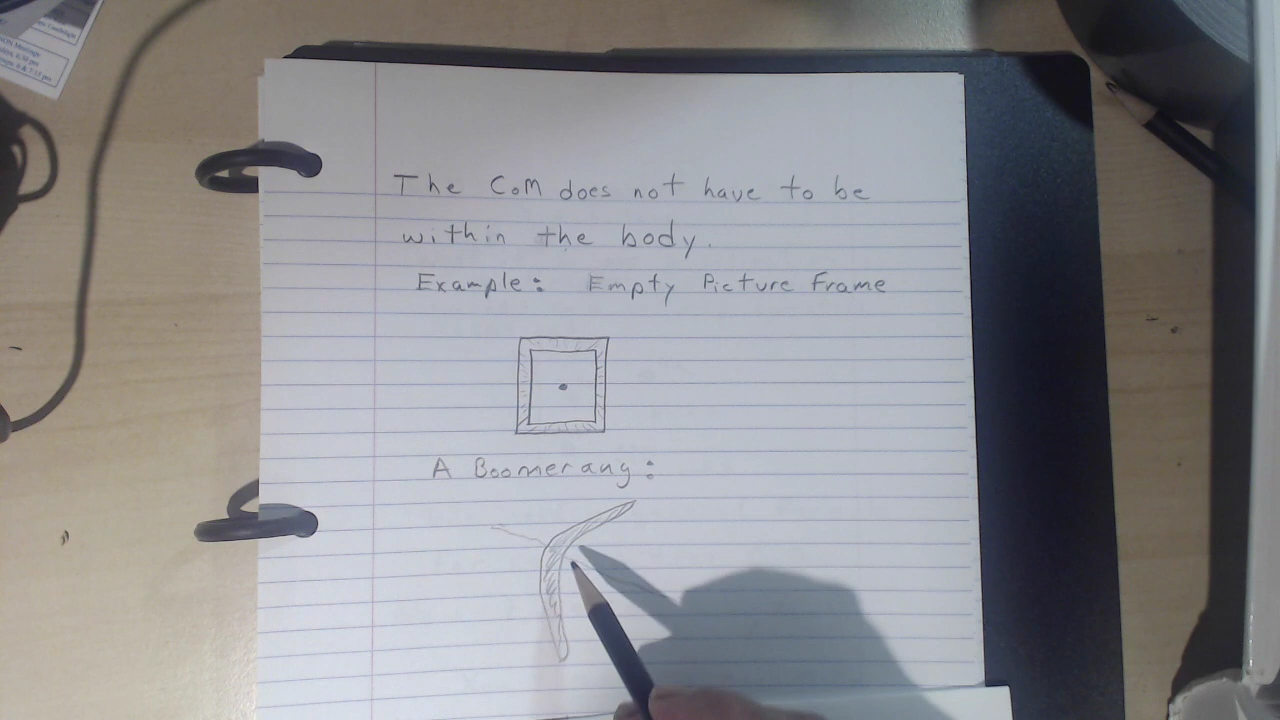 The CoM does not have to be
within the body.
Example: Empty Picture Frame
A Boomerang: